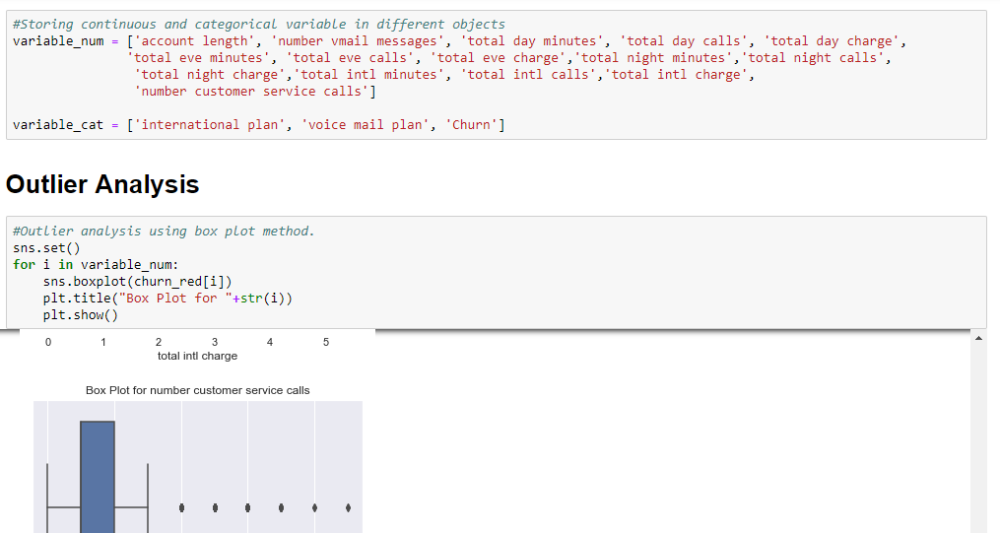 #Storing continuous and categorical variable in different objects
variable_num = ['account length', 'number vmail messages', 'total day minutes', 'total day calls', 'total day charge',
'total eve minutes', 'total eve calls', 'total eve charge','total night minutes','total night calls',
'total night charge','total intl minutes', 'total intl calls','total intl charge',
'number customer service calls']
variable_cat = ['international plan', 'voice mail plan', 'Churn']
Outlier Analysis
#Outlier analysis using box plot method.
sns.set()
for i in variable_num:
    sns.boxplot(churn_red[i])
    plt.title("Box Plot for "+str(i))
    plt.show()
0 1 2 3 4 5
total intl charge
Box Plot for number customer service calls